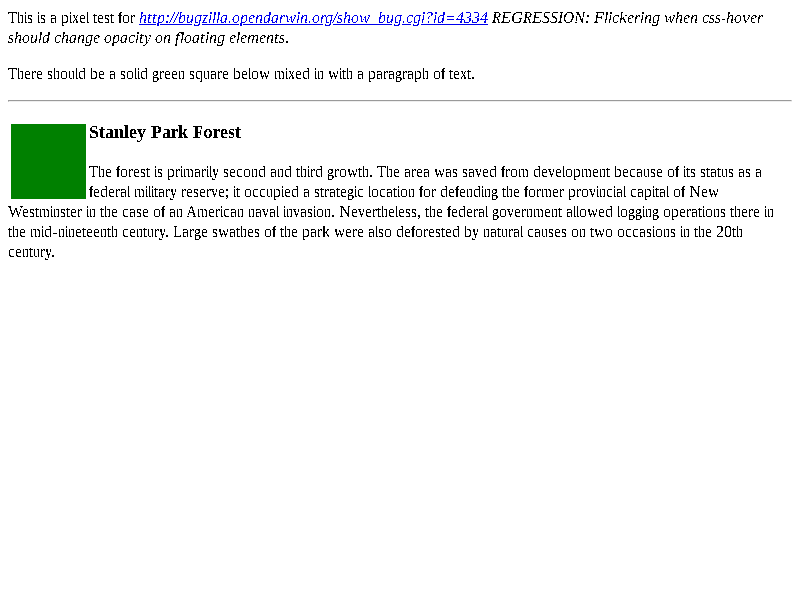 This is a pixel test for http://bugzilla.opendarwin.org/show_bug.cgi?id=4334 REGRESSION: Flickering when css-hover
should change opacity on floating elements.
There should be a solid green square below mixed in with a paragraph of text.
Stanley Park Forest
The forest is primarily second and third growth. The area was saved from development because of its status as a
federal military reserve; it occupied a strategic location for defending the former provincial capital of New
Westminster in the case of an American naval invasion. Nevertheless, the federal government allowed logging operations there in
the mid-nineteenth century. Large swathes of the park were also deforested by natural causes on two occasions in the 20th
century.